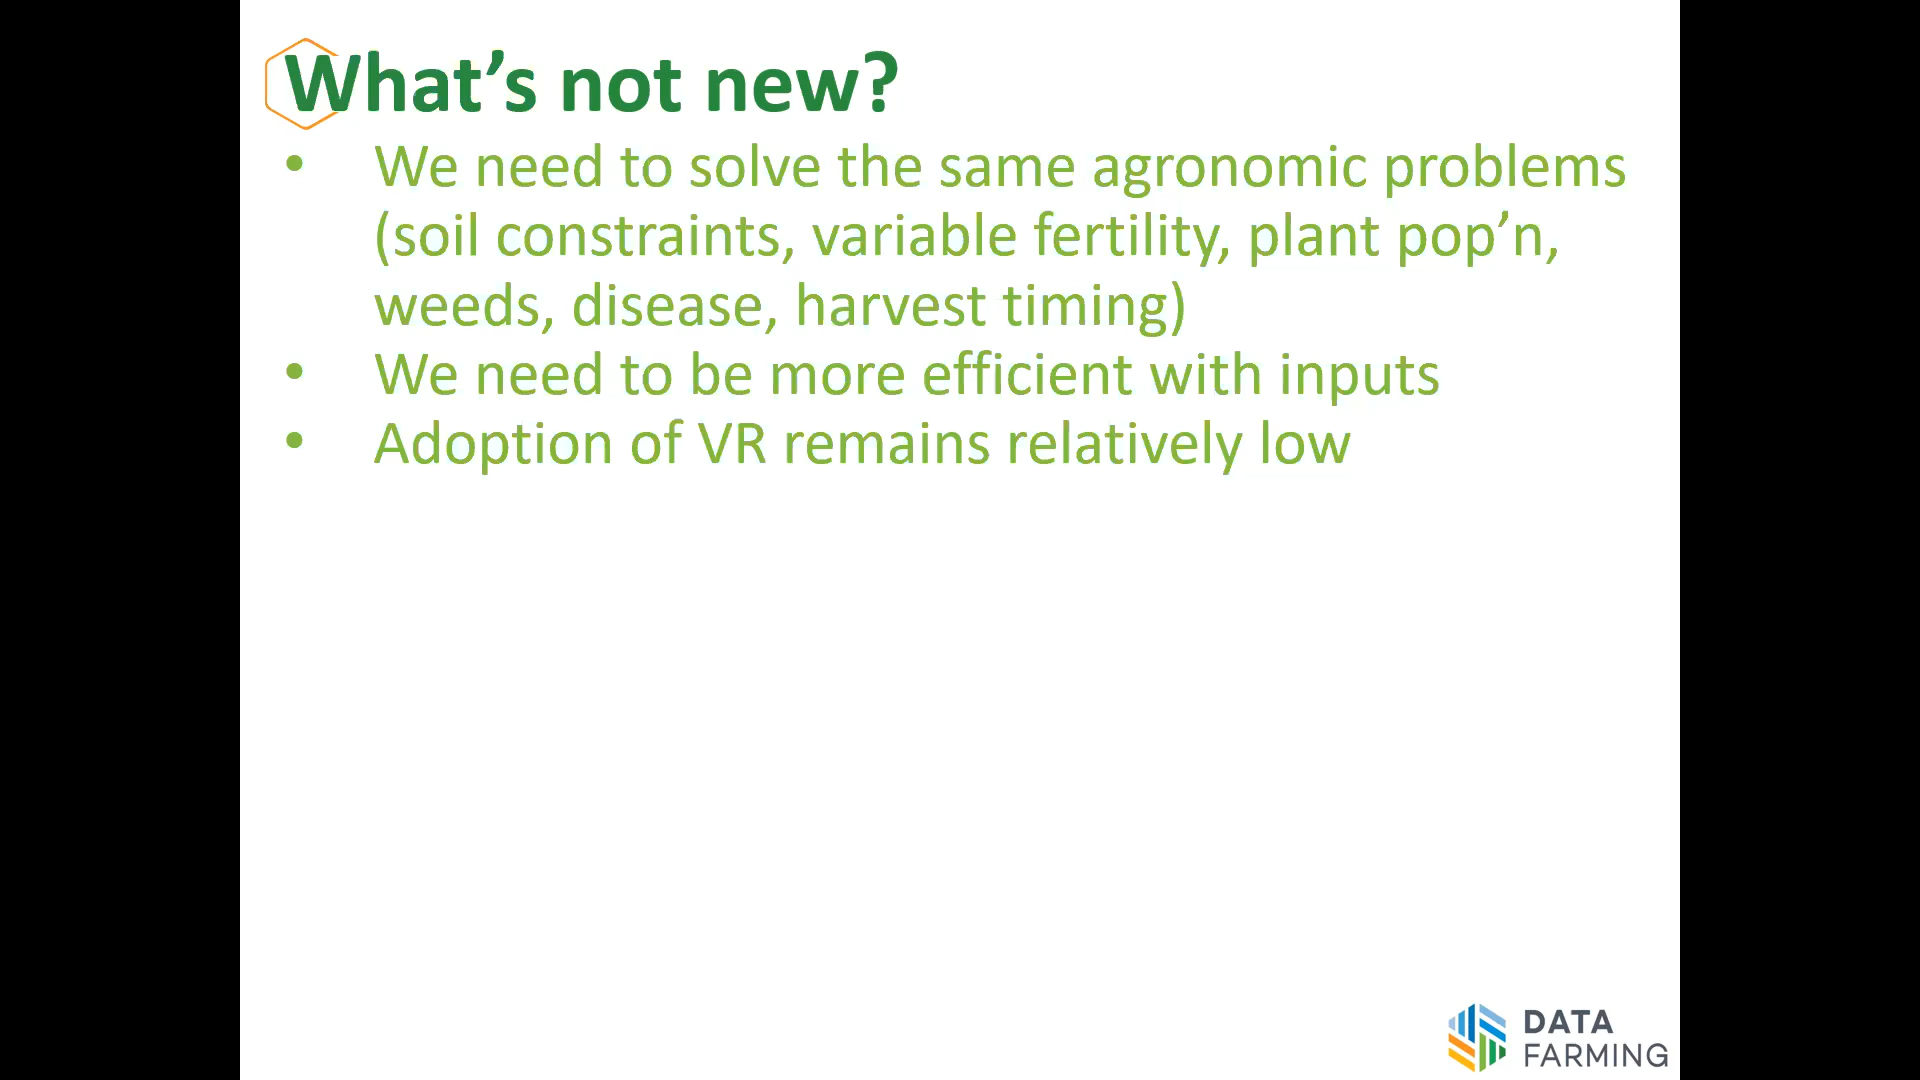 What’s not new?
• We need to solve the same agronomic problems
(soil constraints, variable fertility, plant pop’n,
weeds, disease, harvest timing)
• We need to be more efficient with inputs
• Adoption of VR remains relatively low
DATA
FARMING